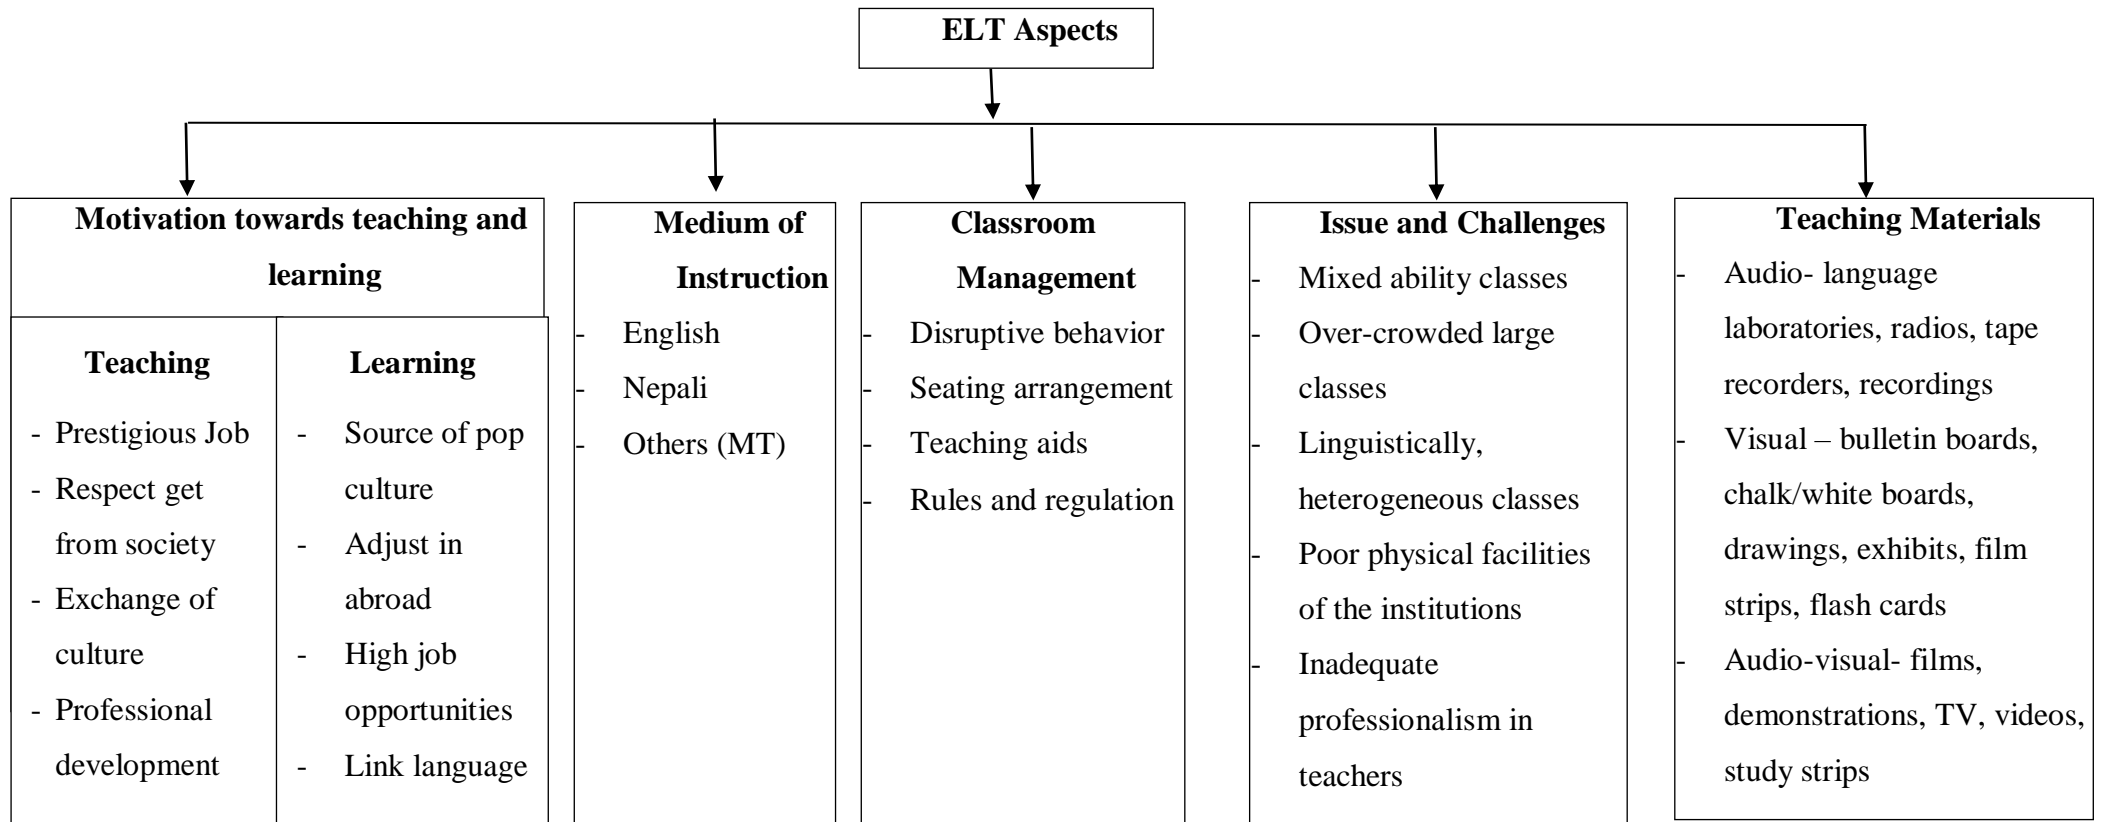 ELT Aspects
Motivation towards teaching and
learning
Teaching
- Prestigious Job
- Respect get
from society
- Exchange of
culture
- Professional
development
Learning
- Source of pop
culture
- Adjust in
abroad
- High job
opportunities
- Link language
Medium of
Instruction
- English
- Nepali
- Others (MT)
Classroom
Management
- Disruptive behavior
- Seating arrangement
- Teaching aids
- Rules and regulation
Issue and Challenges
- Mixed ability classes
- Over-crowded large
classes
- Linguistically,
heterogeneous classes
- Poor physical facilities
of the institutions
- Inadequate
professionalism in
teachers
Teaching Materials
- Audio- language
laboratories, radios, tape
recorders, recordings
- Visual – bulletin boards,
chalk/white boards,
drawings, exhibits, film
strips, flash cards
- Audio-visual- films,
demonstrations, TV, videos,
study strips